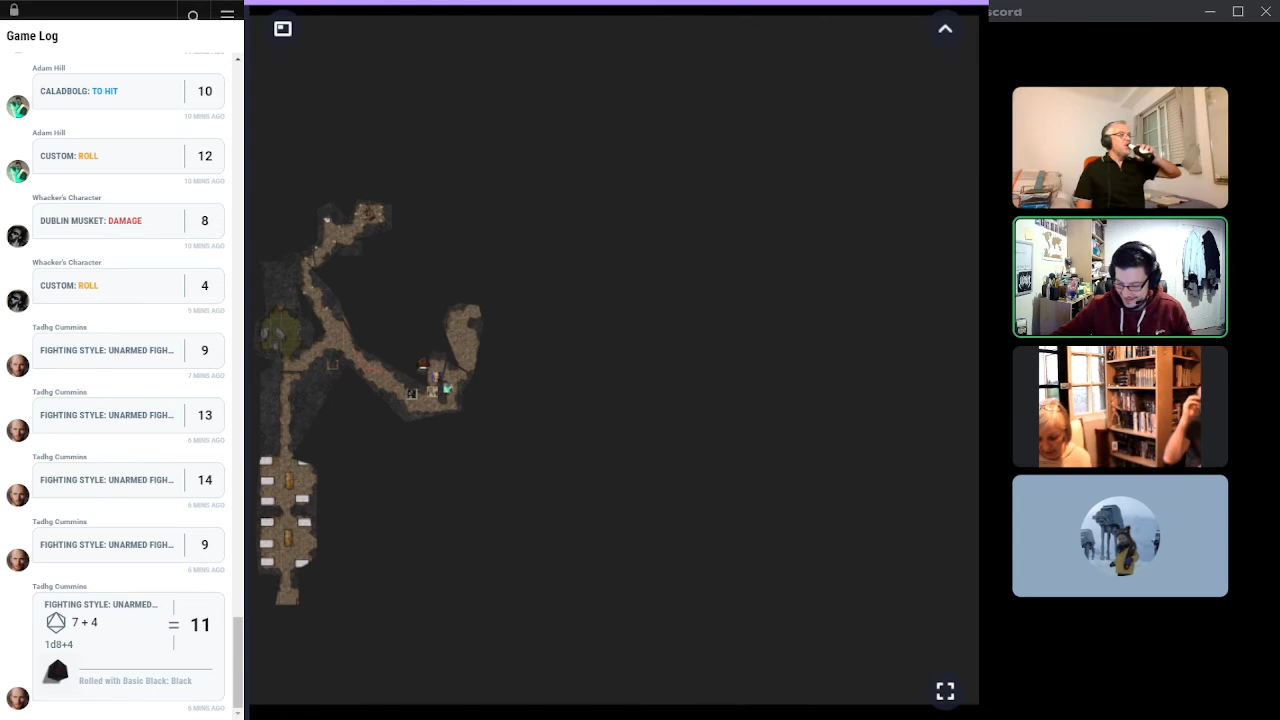 Game Log
Adam Hill
CALADBOLG: TO HIT
10
10 MINS AGO
Adam Hill
CUSTOM: ROLL
12
10 MINS AGO
Whacker's Character
DUBLIN MUSKET: DAMAGE
8
10 MINS AGO
Whacker's Character
CUSTOM: ROLL
4
9 MINS AGO
Tadhg Cummins
FIGHTING STYLE: UNARMED FIGH...
9
7 MINS AGO
Tadhg Cummins
FIGHTING STYLE: UNARMED FIGH...
13
6 MINS AGO
Tadhg Cummins
FIGHTING STYLE: UNARMED FIGH...
14
6 MINS AGO
Tadhg Cummins
FIGHTING STYLE: UNARMED FIGH...
9
6 MINS AGO
Tadhg Cummins
FIGHTING STYLE: UNARMED...
7 + 4
= 11
1d8+4
Rolled with Basic Black: Black
6 MINS AGO
scord